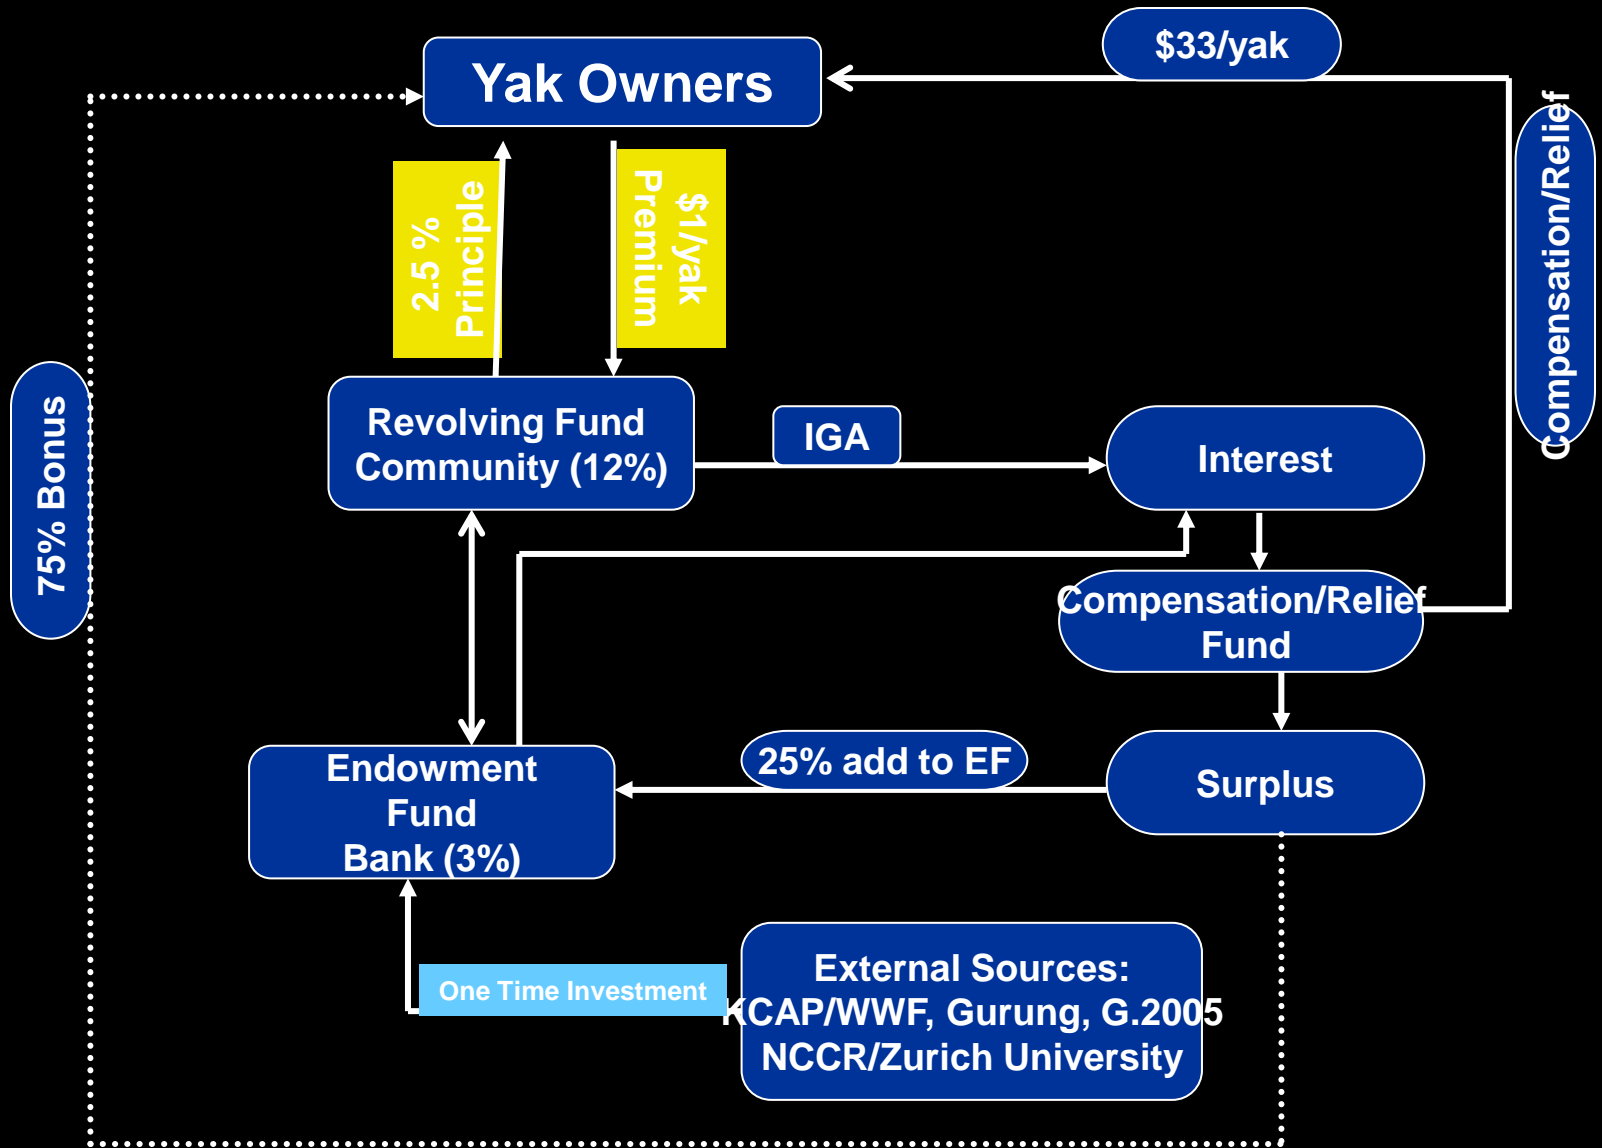 $33/yak
Yak Owners
Compensation/Relief
2.5 %
Principle
$1/yak
Premium
75% Bonus
Revolving Fund
Community (12%)
IGA
Interest
Compensation/Relief
Fund
Endowment
Fund
Bank (3%)
25% add to EF
Surplus
One Time Investment
External Sources:
KCAP/WWF, Gurung, G.2005
NCCR/Zurich University